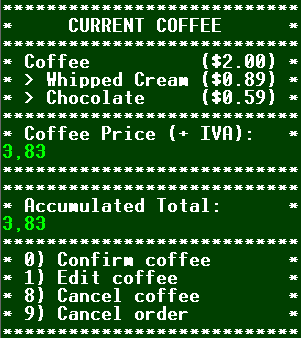 *************************
*     CURRENT COFFEE      *
*************************
* Coffee          ($2.00) *
* > Whipped Cream ($0.89) *
* > Chocolate     ($0.59) *
*************************
* Coffee Price (+ IVA):   *
3,83
*************************
*************************
* Accumulated Total:      *
3,83
*************************
* 0) Confirm coffee       *
* 1) Edit coffee          *
* 8) Cancel coffee        *
* 9) Cancel order         *
*************************